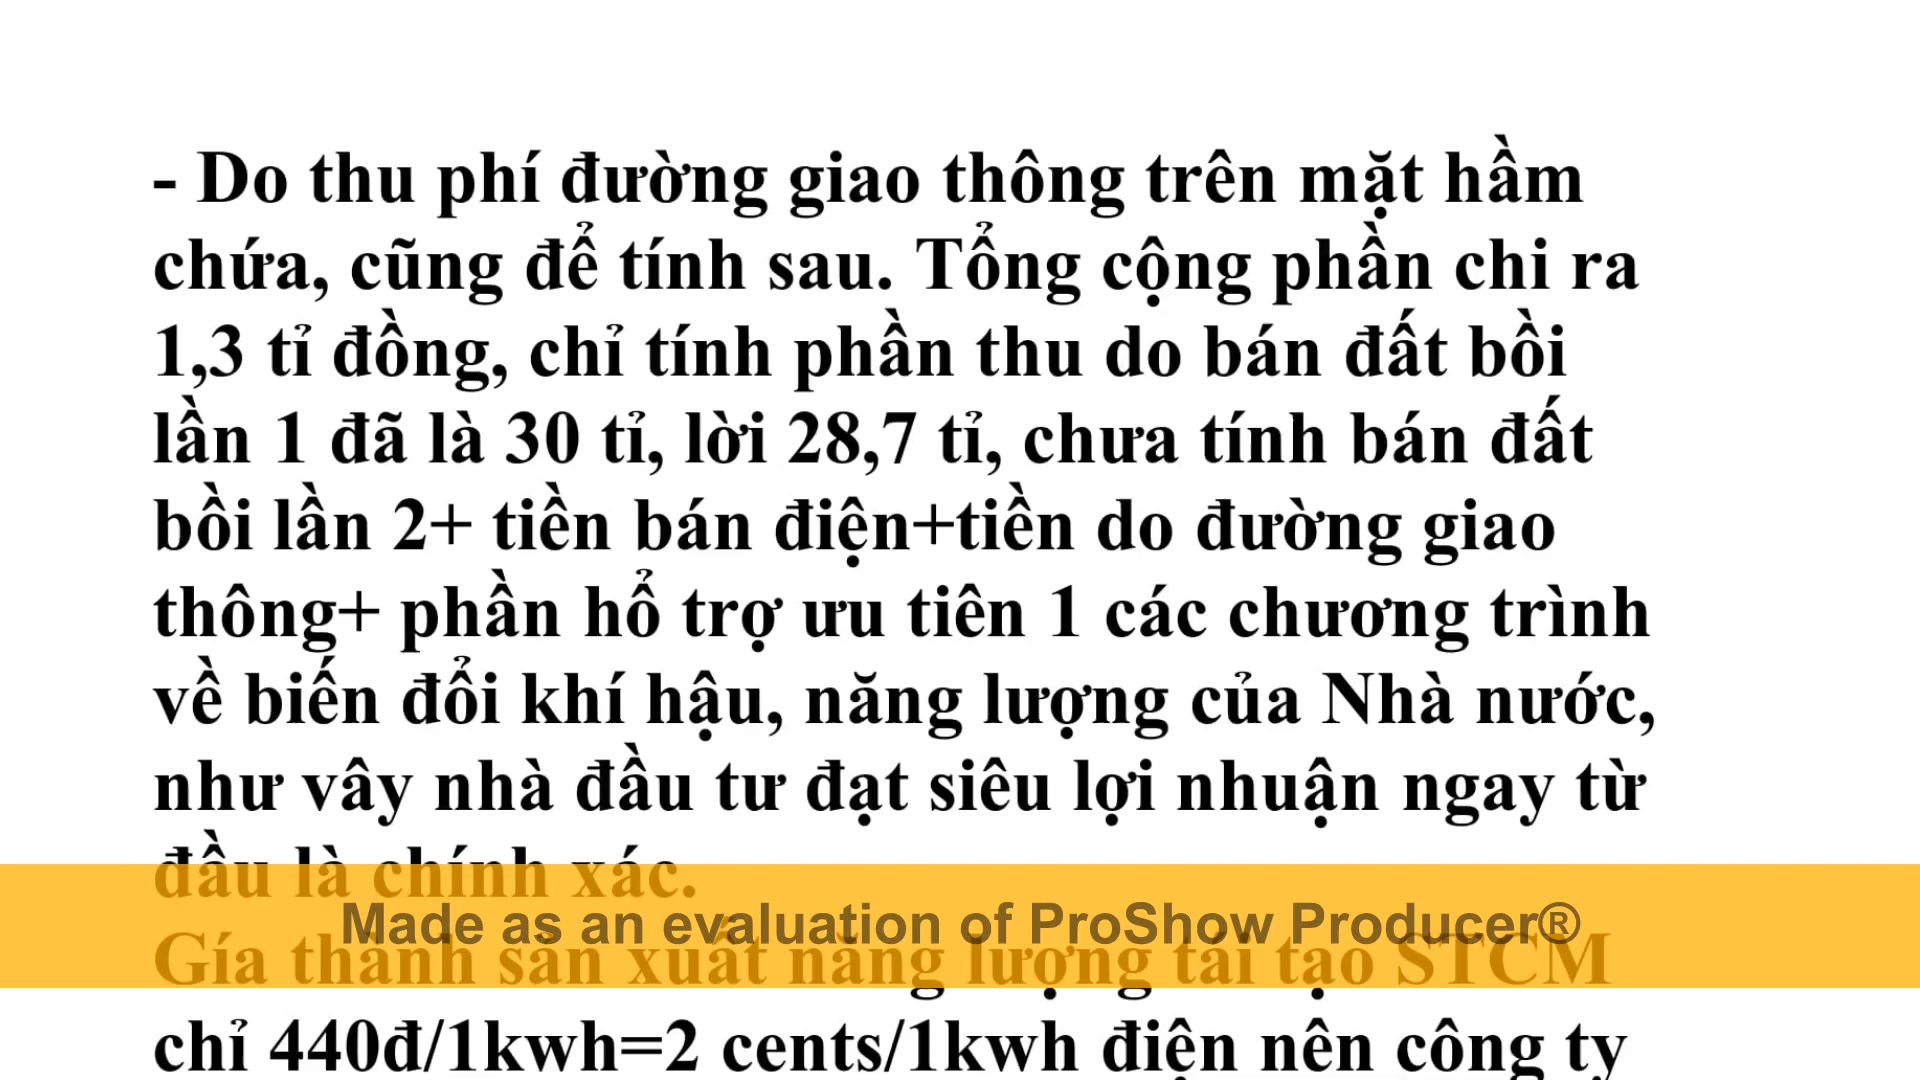 - Do thu phí đường giao thông trên mặt hầm
chứa, cũng để tính sau. Tổng cộng phần chi ra
1,3 tỉ đồng, chỉ tính phần thu do bán đất bồi
lần 1 đã là 30 tỉ, lời 28,7 tỉ, chưa tính bán đất
bồi lần 2+ tiền bán điện+tiền do đường giao
thông+ phần hổ trợ ưu tiên 1 các chương trình
về biến đổi khí hậu, năng lượng của Nhà nước,
như vây nhà đầu tư đạt siêu lợi nhuận ngay từ
đầu là chính xác.
Made as an evaluation of ProShow Producer®
Gía thành sản xuất năng lượng tái tạo STCM
chỉ 440đ/1kwh=2 cents/1kwh điện nên công ty